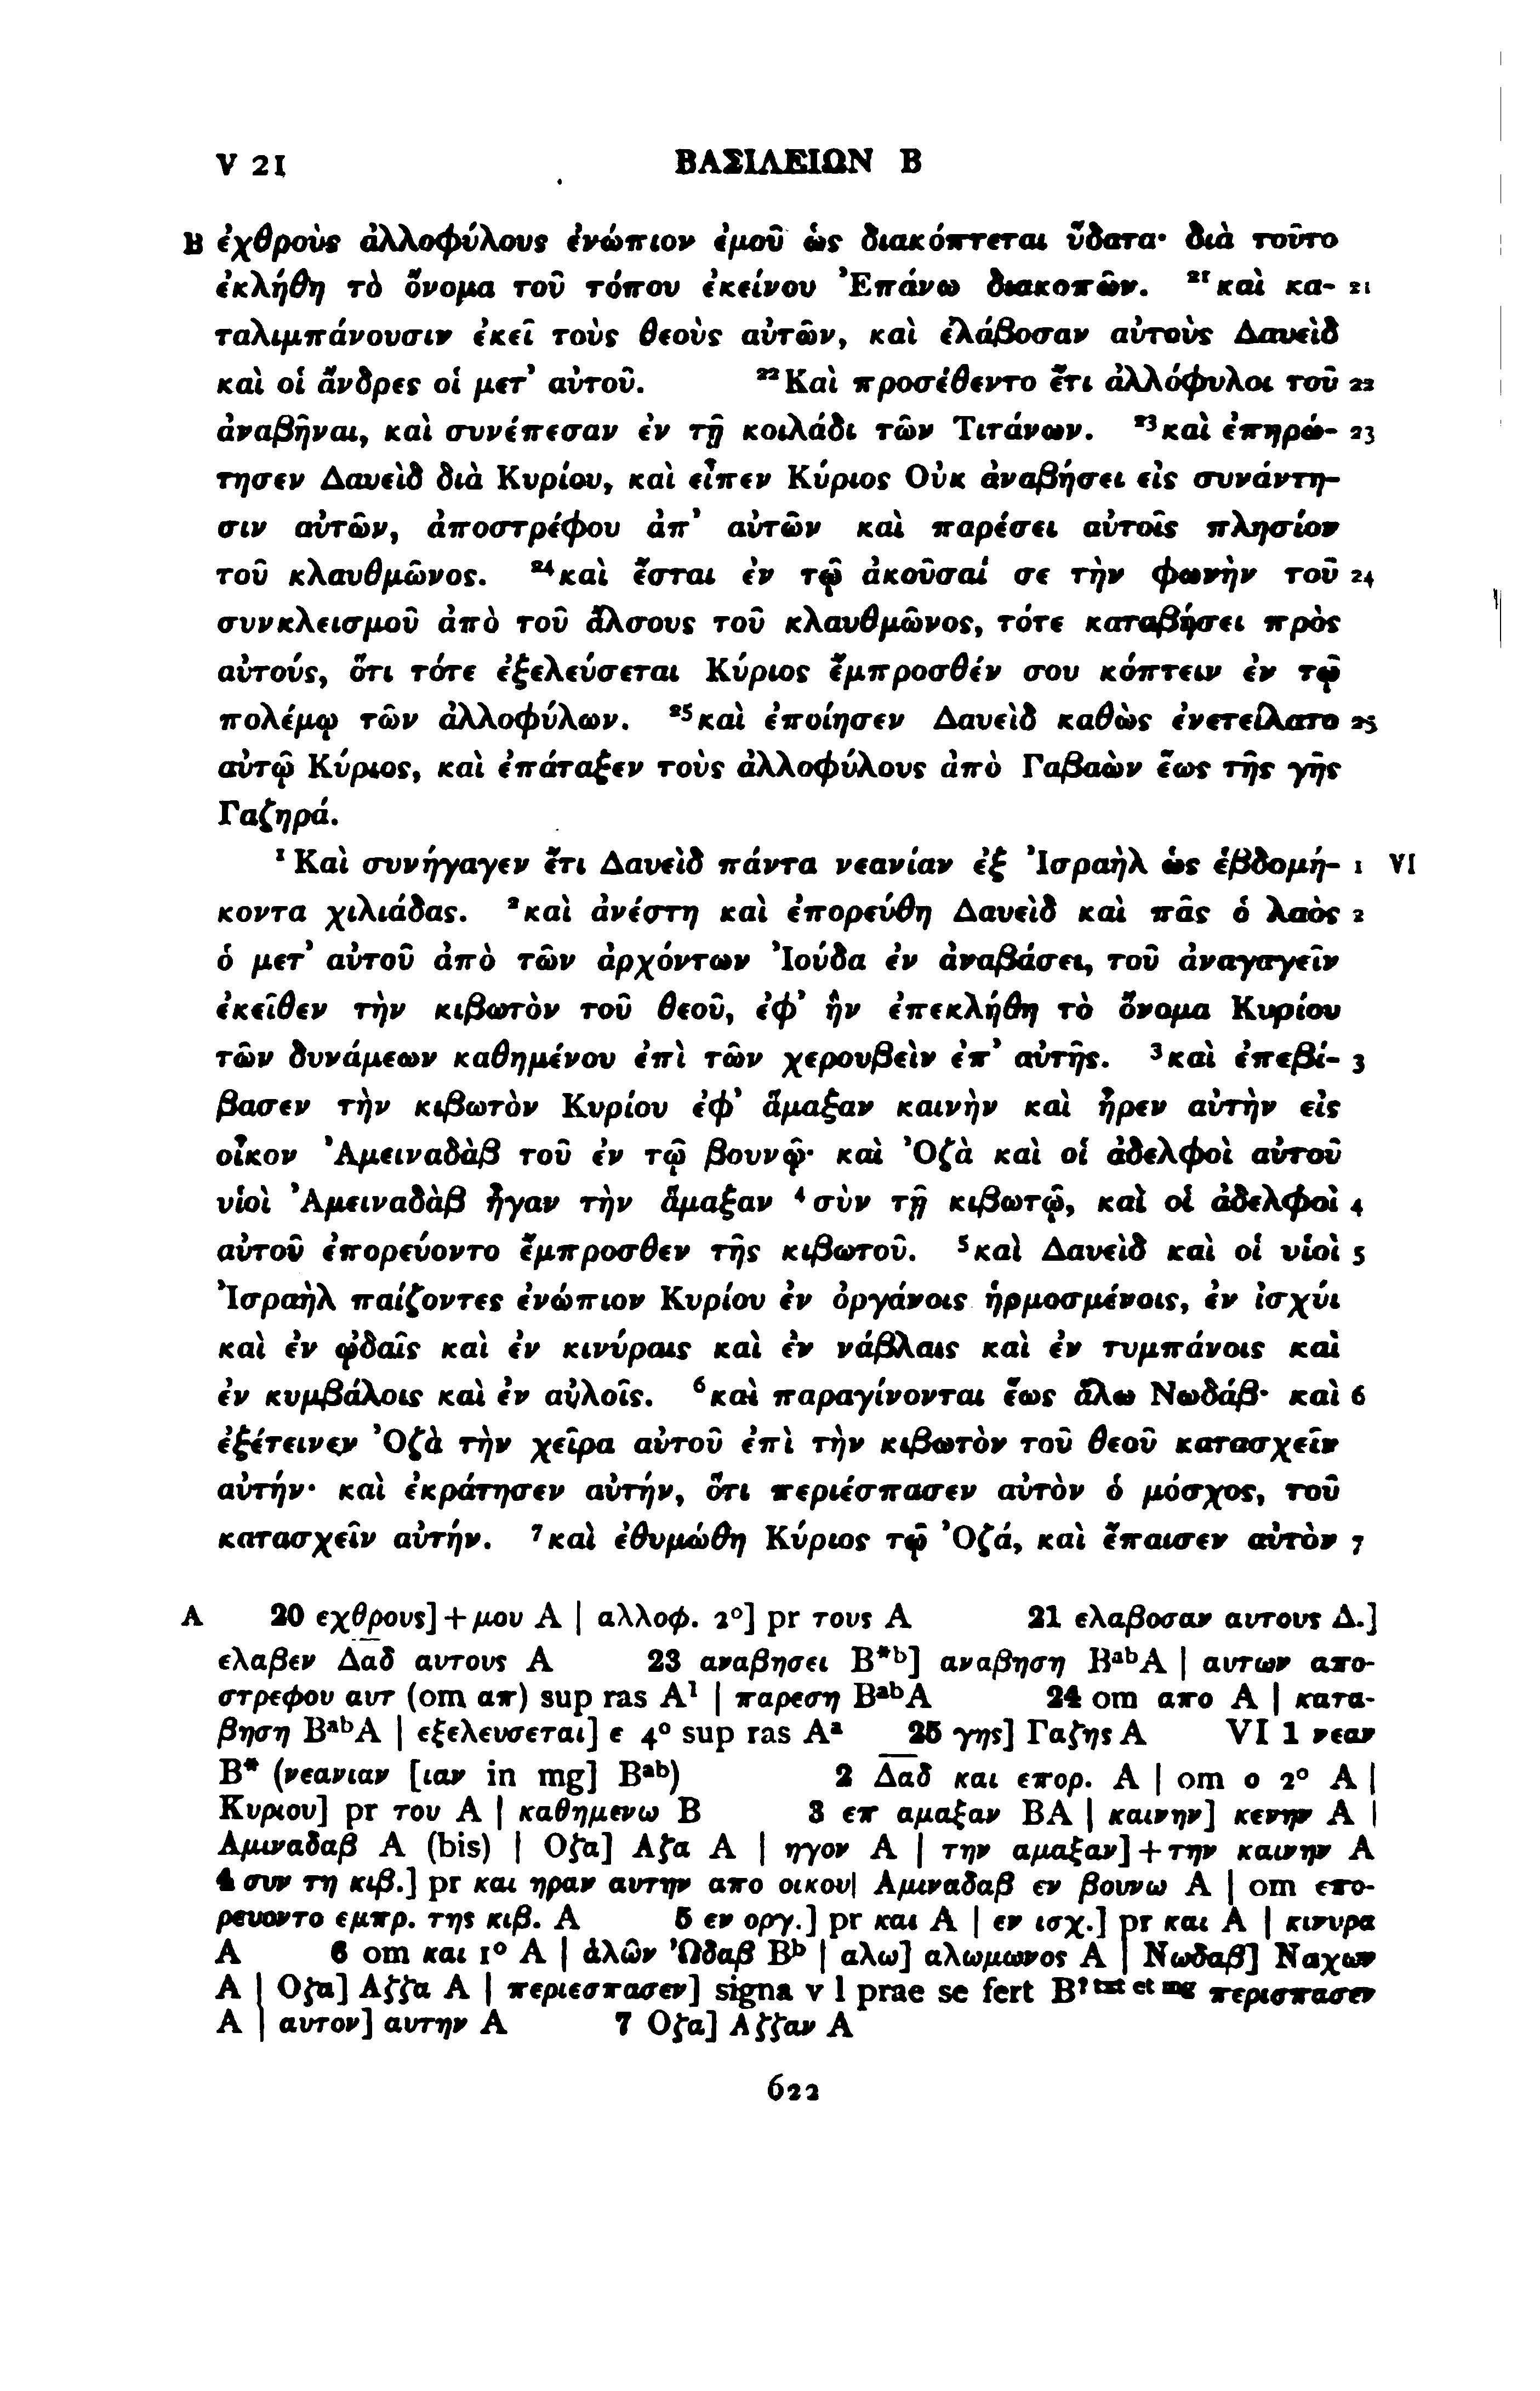 V 21 ΒΑΣΙΛΕΙΩΝ Β
B ἐχθροὺς ἀλλοφύλους ἐνώπιον ἐμοῦ ὡς διακόπτεται ὕδατα· διὰ τοῦτο
ἐκλήθη τὸ ὄνομα τοῦ τόπου ἐκείνου Ἐπάνω διακοπῶν. ²¹καὶ κα- 21
ταλιμπάνουσιν ἐκεῖ τοὺς θεοὺς αὐτῶν, καὶ ἐλάβοσαν αὐτοὺς Δαυεὶδ
καὶ οἱ ἄνδρες οἱ μετ’ αὐτοῦ. ²²Καὶ προσέθεντο ἔτι ἀλλόφυλοι τοῦ 22
ἀναβῆναι, καὶ συνέπεσαν ἐν τῇ κοιλάδι τῶν Τιτάνων. ²³καὶ ἐπηρώ- 23
τησεν Δαυεὶδ διὰ Κυρίου, καὶ εἶπεν Κύριος Οὐκ ἀναβήσει εἰς συνάντη-
σιν αὐτῶν, ἀποστρέφου ἀπ’ αὐτῶν καὶ παρέσει αὐτοῖς πλησίον
τοῦ κλαυθμῶνος. ²⁴καὶ ἔσται ἐν τῷ ἀκοῦσαί σε τὴν φωνὴν τοῦ 24
συνκλεισμοῦ ἀπὸ τοῦ ἄλσους τοῦ κλαυθμῶνος, τότε καταβήσει πρὸς
αὐτούς, ὅτι τότε ἐξελεύσεται Κύριος ἔμπροσθέν σου κόπτειν ἐν τῷ
πολέμῳ τῶν ἀλλοφύλων. ²⁵καὶ ἐποίησεν Δαυεὶδ καθὼς ἐνετείλατο 25
αὐτῷ Κύριος, καὶ ἐπάταξεν τοὺς ἀλλοφύλους ἀπὸ Γαβαὼν ἕως τῆς γῆς
Γαζηρά.
¹Καὶ συνήγαγεν ἔτι Δαυεὶδ πάντα νεανίαν ἐξ Ἰσραὴλ ὡς ἑβδομή- 1 VI
κοντα χιλιάδας. ²καὶ ἀνέστη καὶ ἐπορεύθη Δαυεὶδ καὶ πᾶς ὁ λαὸς 2
ὁ μετ’ αὐτοῦ ἀπὸ τῶν ἀρχόντων Ἰούδα ἐν ἀναβάσει, τοῦ ἀναγαγεῖν
ἐκεῖθεν τὴν κιβωτὸν τοῦ θεοῦ, ἐφ’ ἣν ἐπεκλήθη τὸ ὄνομα Κυρίου
τῶν δυνάμεων καθημένου ἐπὶ τῶν χερουβεὶν ἐπ’ αὐτῆς. ³καὶ ἐπεβί- 3
βασεν τὴν κιβωτὸν Κυρίου ἐφ’ ἅμαξαν καινὴν καὶ ἦρεν αὐτὴν εἰς
οἶκον Ἀμειναδὰβ τοῦ ἐν τῷ βουνῷ· καὶ Ὀζὰ καὶ οἱ ἀδελφοὶ αὐτοῦ
υἱοὶ Ἀμειναδὰβ ἦγαν τὴν ἅμαξαν ⁴σὺν τῇ κιβωτῷ, καὶ οἱ ἀδελφοὶ 4
αὐτοῦ ἐπορεύοντο ἔμπροσθεν τῆς κιβωτοῦ. ⁵καὶ Δαυεὶδ καὶ οἱ υἱοὶ 5
Ἰσραὴλ παίζοντες ἐνώπιον Κυρίου ἐν ὀργάνοις ἡρμοσμένοις, ἐν ἰσχύι
καὶ ἐν ᾠδαῖς καὶ ἐν κινύραις καὶ ἐν νάβλαις καὶ ἐν τυμπάνοις καὶ
ἐν κυμβάλοις καὶ ἐν αὐλοῖς. ⁶καὶ παραγίνονται ἕως ἅλω Νωδάβ· καὶ 6
ἐξέτεινεν Ὀζὰ τὴν χεῖρα αὐτοῦ ἐπὶ τὴν κιβωτὸν τοῦ θεοῦ κατασχεῖν
αὐτήν· καὶ ἐκράτησεν αὐτήν, ὅτι περιέσπασεν αὐτὸν ὁ μόσχος, τοῦ
κατασχεῖν αὐτήν. ⁷καὶ ἐθυμώθη Κύριος τῷ Ὀζά, καὶ ἔπαισεν αὐτὸν 7
A 20 εχθρους] + μου A | αλλοφ. 2°] pr τους A 21 ελαβοσαν αυτους Δ.]
ελαβεν Δαδ αυτους A 23 αναβησει B*ᵇ] αναβηση BᵃᵇA | αυτων απο-
στρεφου αυτ (om απ) sup ras A¹ | παρεση BᵃᵇA 24 om απο A | κατα-
βηση BᵃᵇA | εξελευσεται] ε 4° sup ras Aᵃ 25 γης] Γαζης A VI 1 νεαν
B* (νεανιαν [ιαν in mg] Bᵃᵇ) 2 Δαδ και επορ. A | om ο 2° A |
Κυριου] pr του A | καθημενω B 3 επ αμαξαν BA | καινην] κενην A |
Αμιναδαβ A (bis) | Οζα] Αζα A | ηγον A | την αμαξαν] + την καινην A
4 συν τη κιβ.] pr και ηραν αυτην απο οικου| Αμιναδαβ εν βουνω A | om επο-
ρευοντο εμπρ. της κιβ. A 5 εν οργ.] pr και A | εν ισχ.] pr και A | κινυρα
A 6 om και 1° A | ἁλῶν Ὠδαβ Bᵇ | αλω] αλωμωνος A | Νωδαβ] Ναχων
A | Οζα] Αζζα A | περιεσπασεν] signa v l prae se fert B? ᵗˣᵗ ᵉᵗ ᵐᵍ περισπασεν
A | αυτον] αυτην A 7 Οζα] Αζζαν A
622